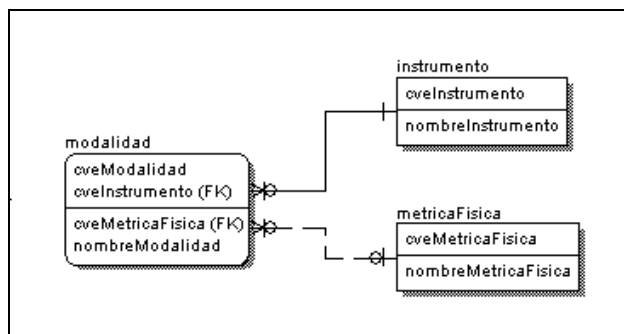 instrumento
cveInstrumento
nombreInstrumento
modalidad
cveModalidad
cveInstrumento (FK)
cveMetricaFisica (FK)
nombreModalidad
metricaFisica
cveMetricaFisica
nombreMetricaFisica